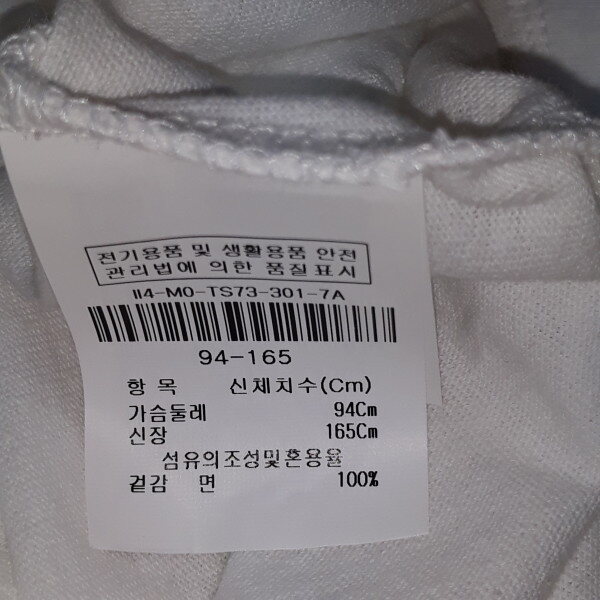 전기용품 및 생활용품 안전
관리법에 의한 품질표시
II4-M0-TS73-301-7A
94-165
항 목 신체치수(Cm)
가슴둘레 94Cm
신장 165Cm
섬유의조성및혼용율
겉감 면 100%